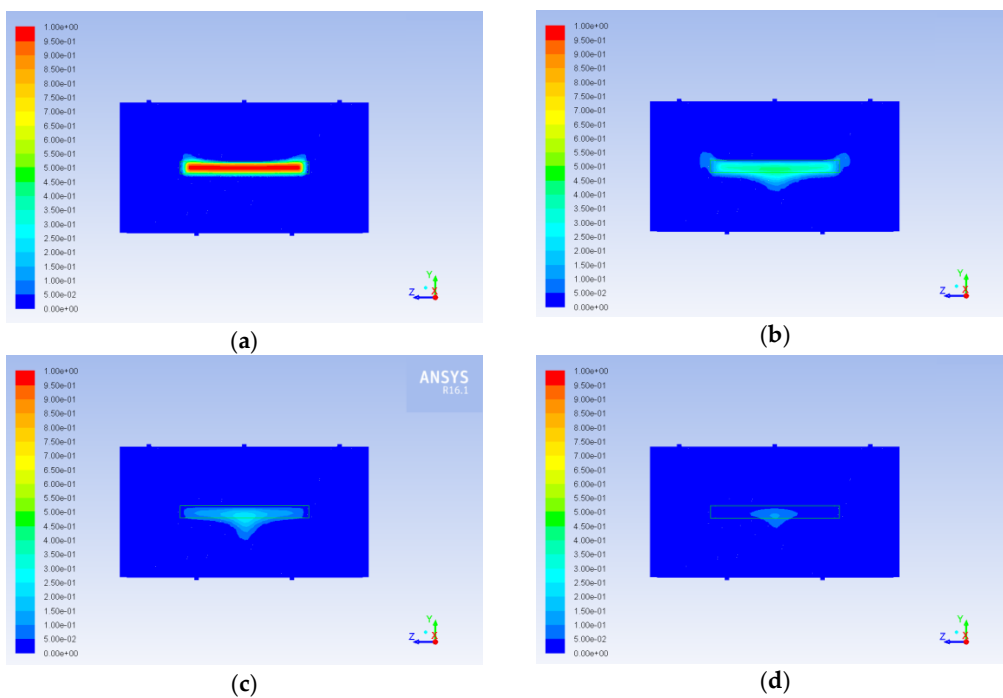 1.00e+00
9.50e-01
9.00e-01
8.50e-01
8.00e-01
7.50e-01
7.00e-01
6.50e-01
6.00e-01
5.50e-01
5.00e-01
4.50e-01
4.00e-01
3.50e-01
3.00e-01
2.50e-01
2.00e-01
1.50e-01
1.00e-01
5.00e-02
0.00e+00
Y
Z
X
(a)
1.00e+00
9.50e-01
9.00e-01
8.50e-01
8.00e-01
7.50e-01
7.00e-01
6.50e-01
6.00e-01
5.50e-01
5.00e-01
4.50e-01
4.00e-01
3.50e-01
3.00e-01
2.50e-01
2.00e-01
1.50e-01
1.00e-01
5.00e-02
0.00e+00
Y
Z
X
(b)
1.00e+00
9.50e-01
9.00e-01
8.50e-01
8.00e-01
7.50e-01
7.00e-01
6.50e-01
6.00e-01
5.50e-01
5.00e-01
4.50e-01
4.00e-01
3.50e-01
3.00e-01
2.50e-01
2.00e-01
1.50e-01
1.00e-01
5.00e-02
0.00e+00
ANSYS
R16.1
Y
Z
X
(c)
1.00e+00
9.50e-01
9.00e-01
8.50e-01
8.00e-01
7.50e-01
7.00e-01
6.50e-01
6.00e-01
5.50e-01
5.00e-01
4.50e-01
4.00e-01
3.50e-01
3.00e-01
2.50e-01
2.00e-01
1.50e-01
1.00e-01
5.00e-02
0.00e+00
Y
Z
X
(d)